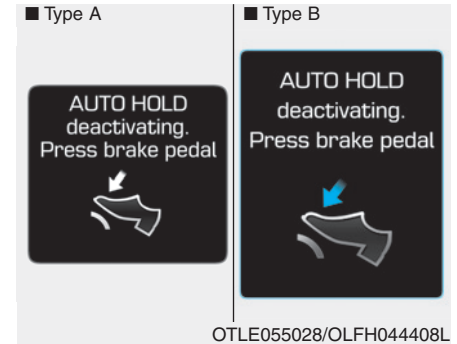 ■ Type A
■ Type B
AUTO HOLD
deactivating.
Press brake pedal
AUTO HOLD
deactivating.
Press brake pedal
OTLE055028/OLFH044408L